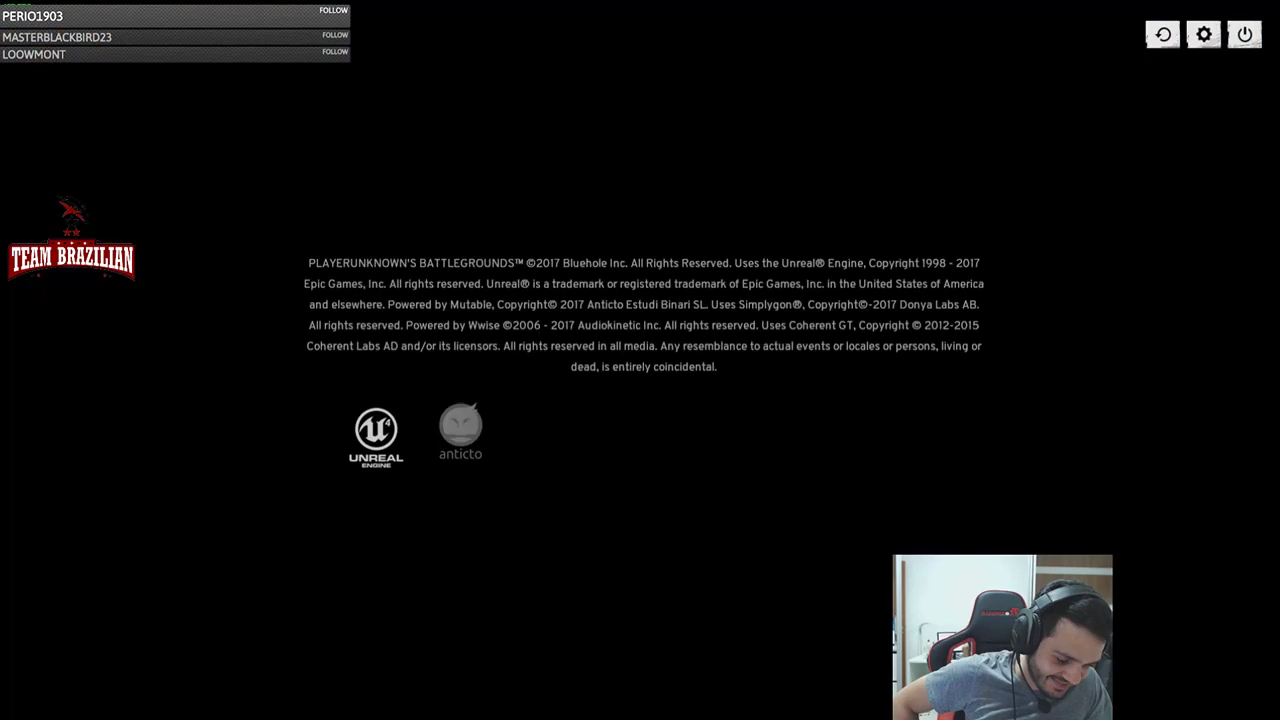 PERIO1903 FOLLOW
MASTERBLACKBIRD23 FOLLOW
LOOWMONT FOLLOW
TEAM BRAZILIAN
PLAYERUNKNOWN'S BATTLEGROUNDS™ ©2017 Bluehole Inc. All Rights Reserved. Uses the Unreal® Engine, Copyright 1998 - 2017
Epic Games, Inc. All rights reserved. Unreal® is a trademark or registered trademark of Epic Games, Inc. in the United States of America
and elsewhere. Powered by Mutable, Copyright© 2017 Anticto Estudi Binari SL. Uses Simplygon®, Copyright©-2017 Donya Labs AB.
All rights reserved. Powered by Wwise ©2006 - 2017 Audiokinetic Inc. All rights reserved. Uses Coherent GT, Copyright © 2012-2015
Coherent Labs AD and/or its licensors. All rights reserved in all media. Any resemblance to actual events or locales or persons, living or
dead, is entirely coincidental.
UNREAL
ENGINE
anticto